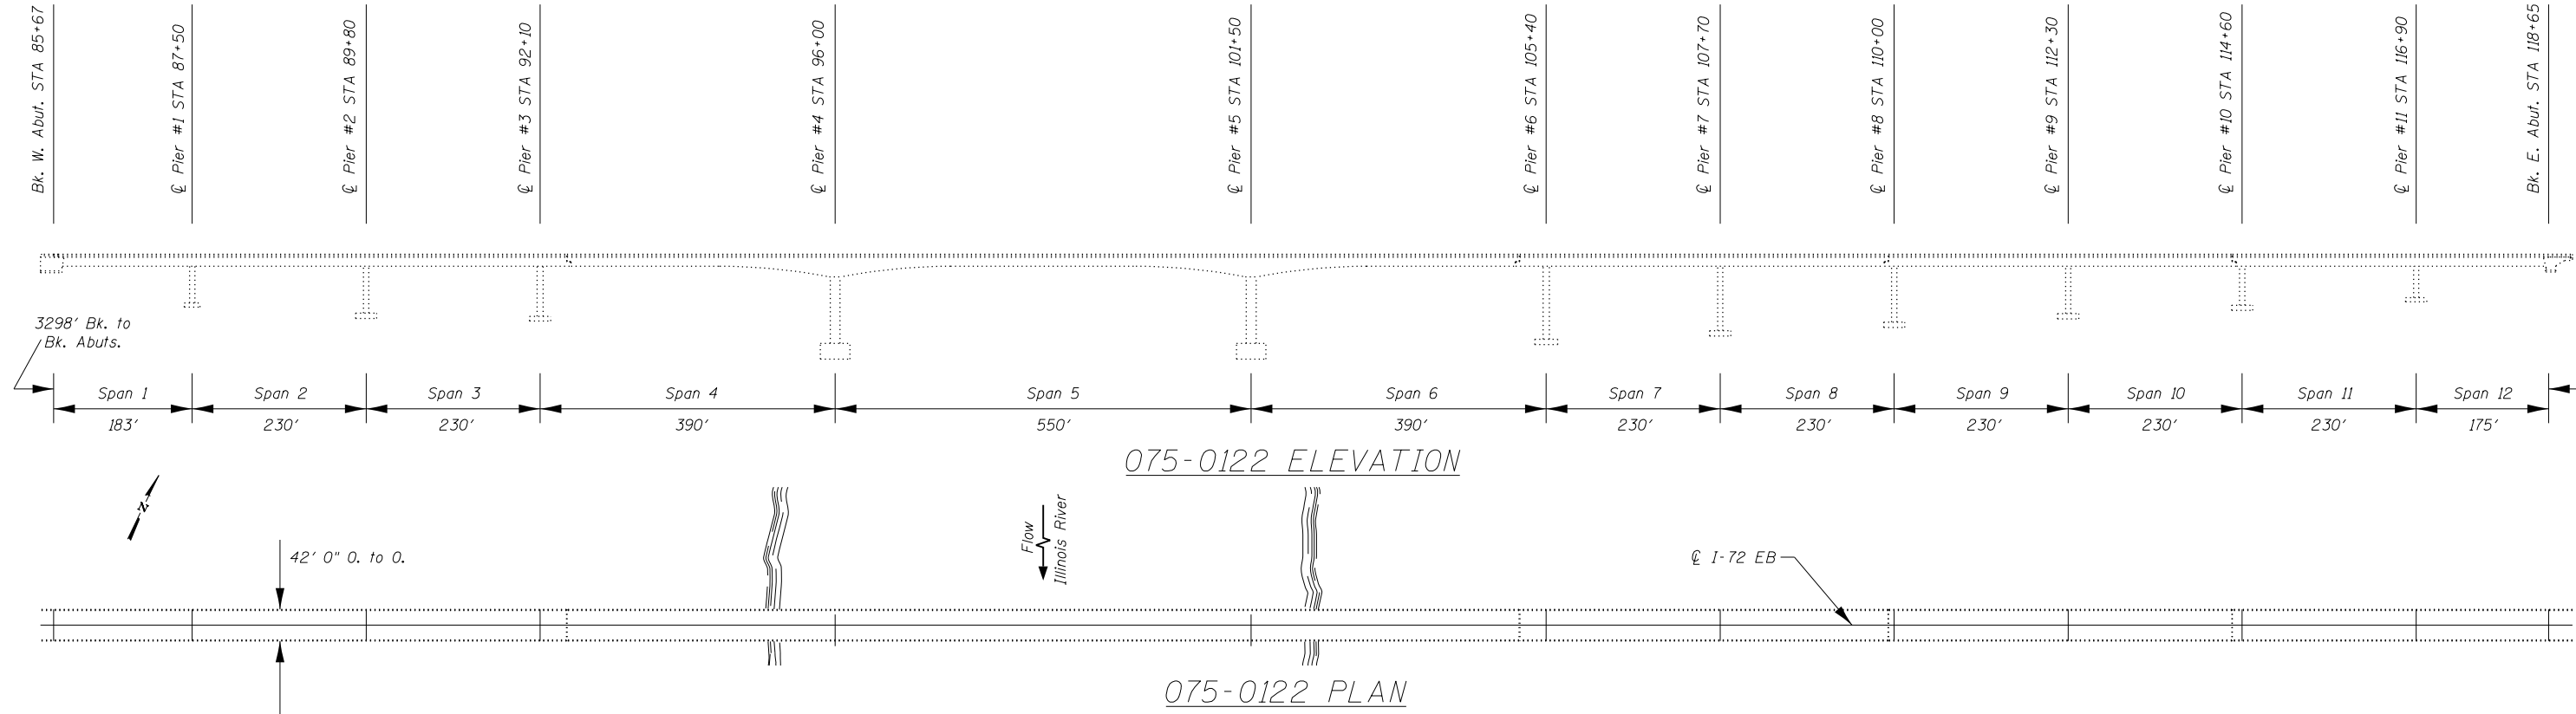 Bk. W. Abut. STA 85+67
℄ Pier #1 STA 87+50
℄ Pier #2 STA 89+80
℄ Pier #3 STA 92+10
℄ Pier #4 STA 96+00
℄ Pier #5 STA 101+50
℄ Pier #6 STA 105+40
℄ Pier #7 STA 107+70
℄ Pier #8 STA 110+00
℄ Pier #9 STA 112+30
℄ Pier #10 STA 114+60
℄ Pier #11 STA 116+90
Bk. E. Abut. STA 118+65
3298' Bk. to
Bk. Abuts.
Span 1
Span 2
Span 3
Span 4
Span 5
Span 6
Span 7
Span 8
Span 9
Span 10
Span 11
Span 12
183'
230'
230'
390'
550'
390'
230'
230'
230'
230'
230'
175'
075-0122 ELEVATION
N
42' 0" O. to O.
Flow
Illinois River
℄ I-72 EB
075-0122 PLAN